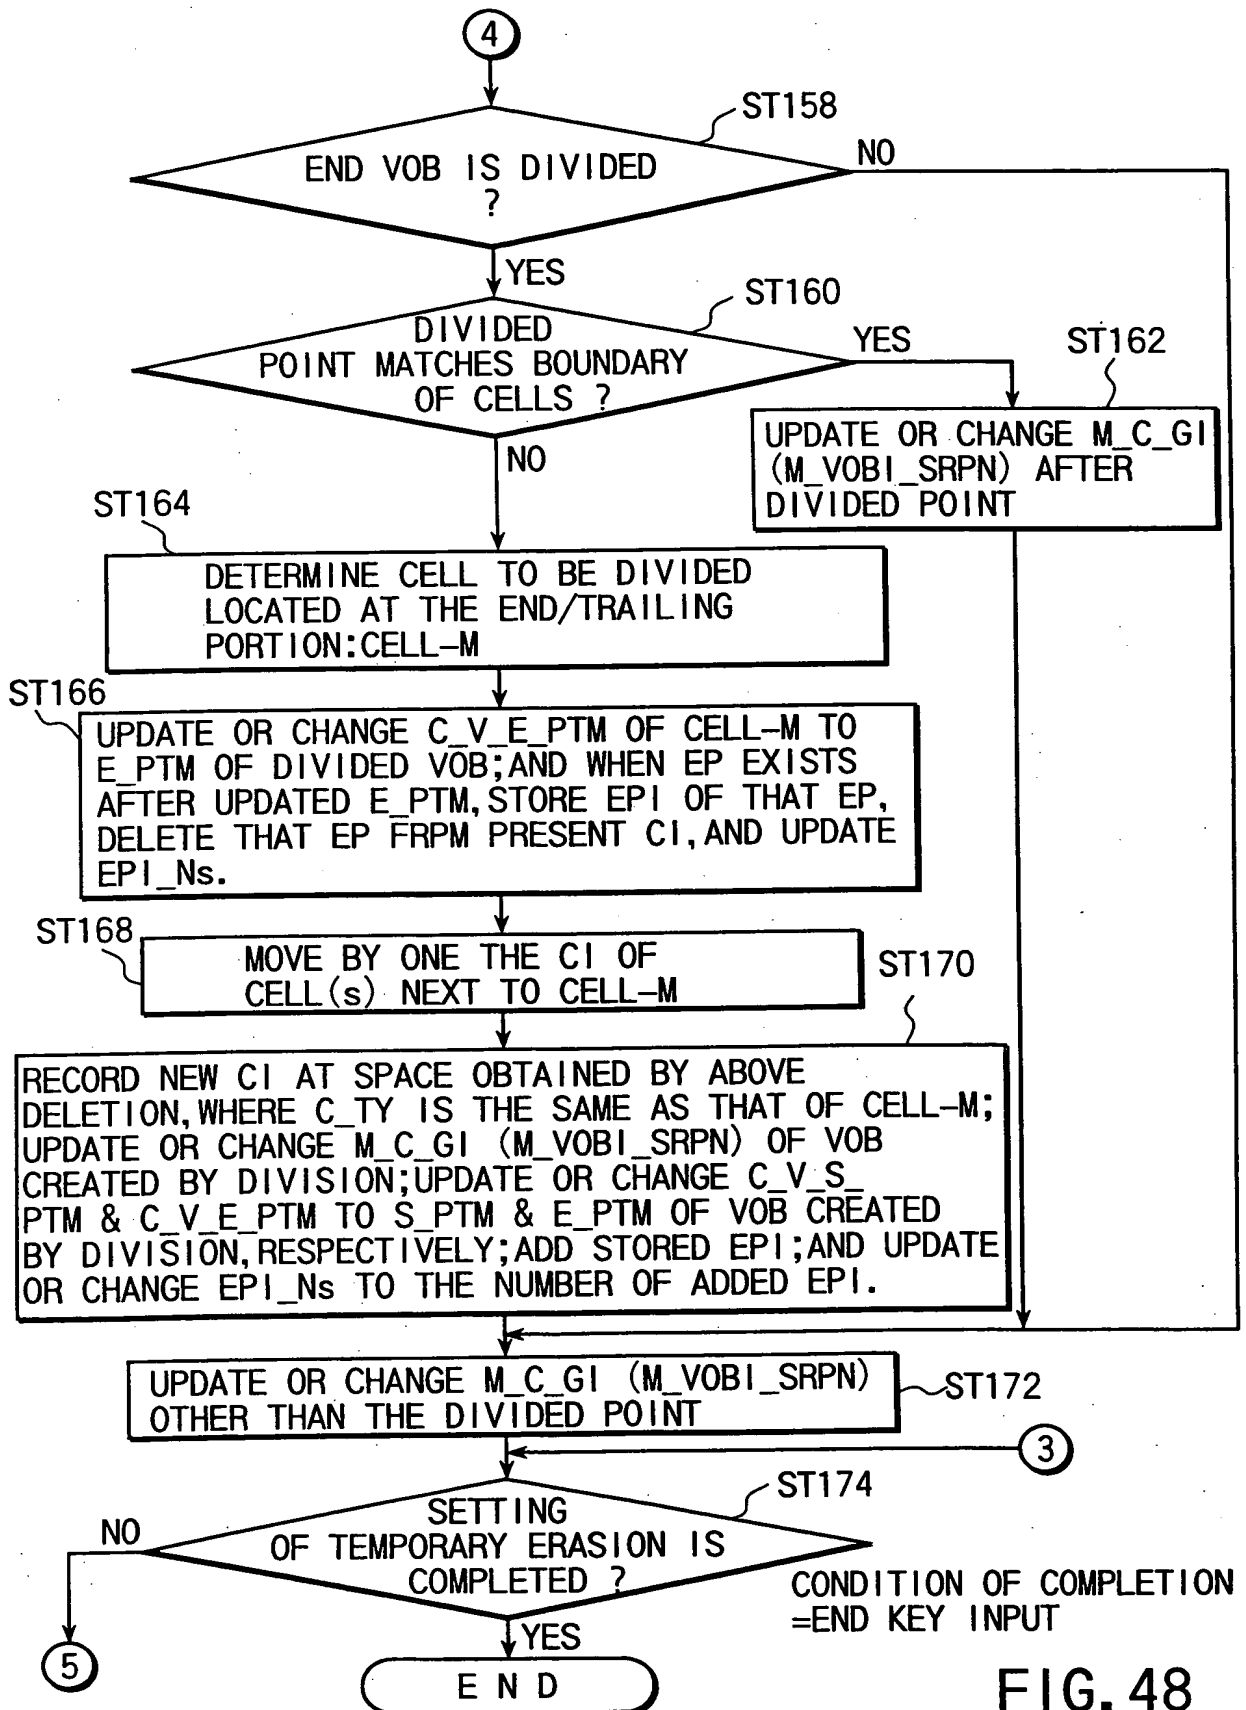 4
ST158
END VOB IS DIVIDED
?
NO
YES
ST160
DIVIDED
POINT MATCHES BOUNDARY
OF CELLS ?
YES
ST162
UPDATE OR CHANGE M_C_GI
(M_VOBI_SRPN) AFTER
DIVIDED POINT
NO
ST164
DETERMINE CELL TO BE DIVIDED
LOCATED AT THE END/TRAILING
PORTION:CELL-M
ST166
UPDATE OR CHANGE C_V_E_PTM OF CELL-M TO
E_PTM OF DIVIDED VOB;AND WHEN EP EXISTS
AFTER UPDATED E_PTM,STORE EPI OF THAT EP,
DELETE THAT EP FRPM PRESENT CI,AND UPDATE
EPI_Ns.
ST168
MOVE BY ONE THE CI OF
CELL(s) NEXT TO CELL-M
ST170
RECORD NEW CI AT SPACE OBTAINED BY ABOVE
DELETION,WHERE C_TY IS THE SAME AS THAT OF CELL-M;
UPDATE OR CHANGE M_C_GI (M_VOBI_SRPN) OF VOB
CREATED BY DIVISION;UPDATE OR CHANGE C_V_S_
PTM & C_V_E_PTM TO S_PTM & E_PTM OF VOB CREATED
BY DIVISION,RESPECTIVELY;ADD STORED EPI;AND UPDATE
OR CHANGE EPI_Ns TO THE NUMBER OF ADDED EPI.
UPDATE OR CHANGE M_C_GI (M_VOBI_SRPN)
OTHER THAN THE DIVIDED POINT
ST172
3
ST174
SETTING
OF TEMPORARY ERASION IS
COMPLETED ?
NO
CONDITION OF COMPLETION
=END KEY INPUT
YES
5
END
FIG. 48